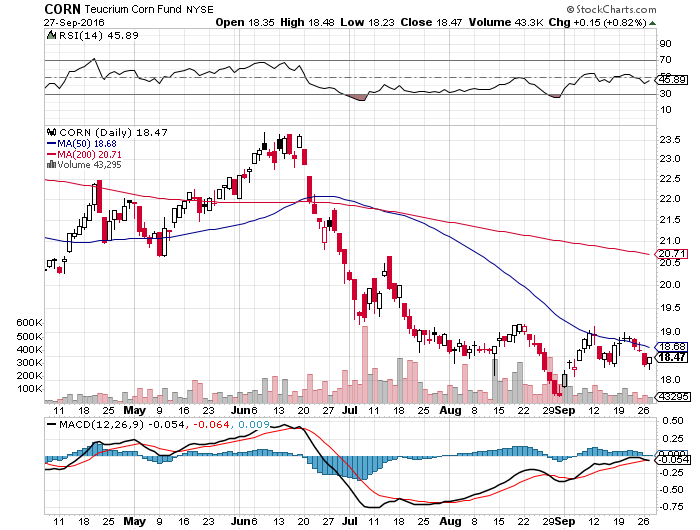 CORN Teucrium Corn Fund NYSE
© StockCharts.com
27-Sep-2016
Open 18.35 High 18.48 Low 18.23 Close 18.47 Volume 43.3K Chg +0.15 (+0.82%)
RSI(14) 45.89
90
70
50
45.89
30
10
CORN (Daily) 18.47
MA(50) 18.68
MA(200) 20.71
Volume 43,295
23.5
23.0
22.5
22.0
21.5
21.0
20.71
20.5
20.0
19.5
19.0
18.68
18.47
18.0
43295
600K
500K
400K
300K
200K
100K
11 18 25 May 9 16 23 Jun 6 13 20 27 Jul 11 18 25 Aug 8 15 22 29 Sep 12 19 26
MACD(12,26,9) -0.054, -0.064, 0.009
0.50
0.25
0.009
-0.054
-0.25
-0.50
-0.75
11 18 25 May 9 16 23 Jun 6 13 20 27 Jul 11 18 25 Aug 8 15 22 29 Sep 12 19 26